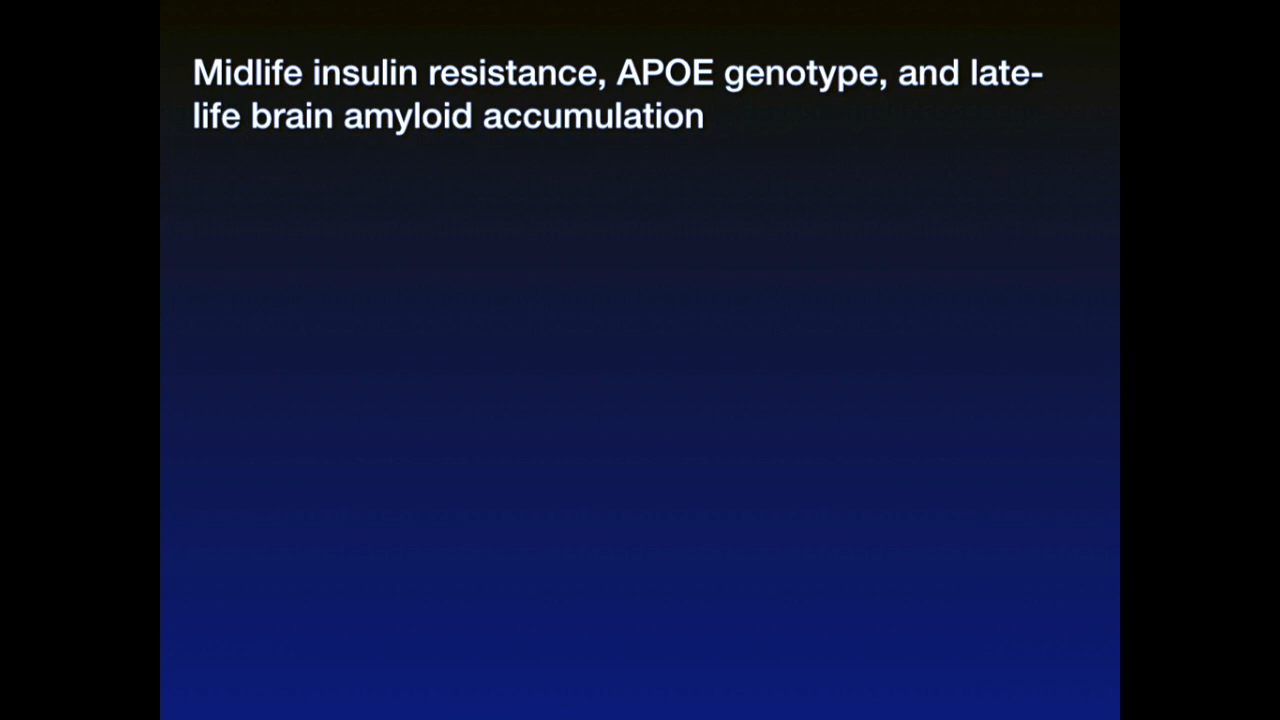 Midlife insulin resistance, APOE genotype, and late-
life brain amyloid accumulation